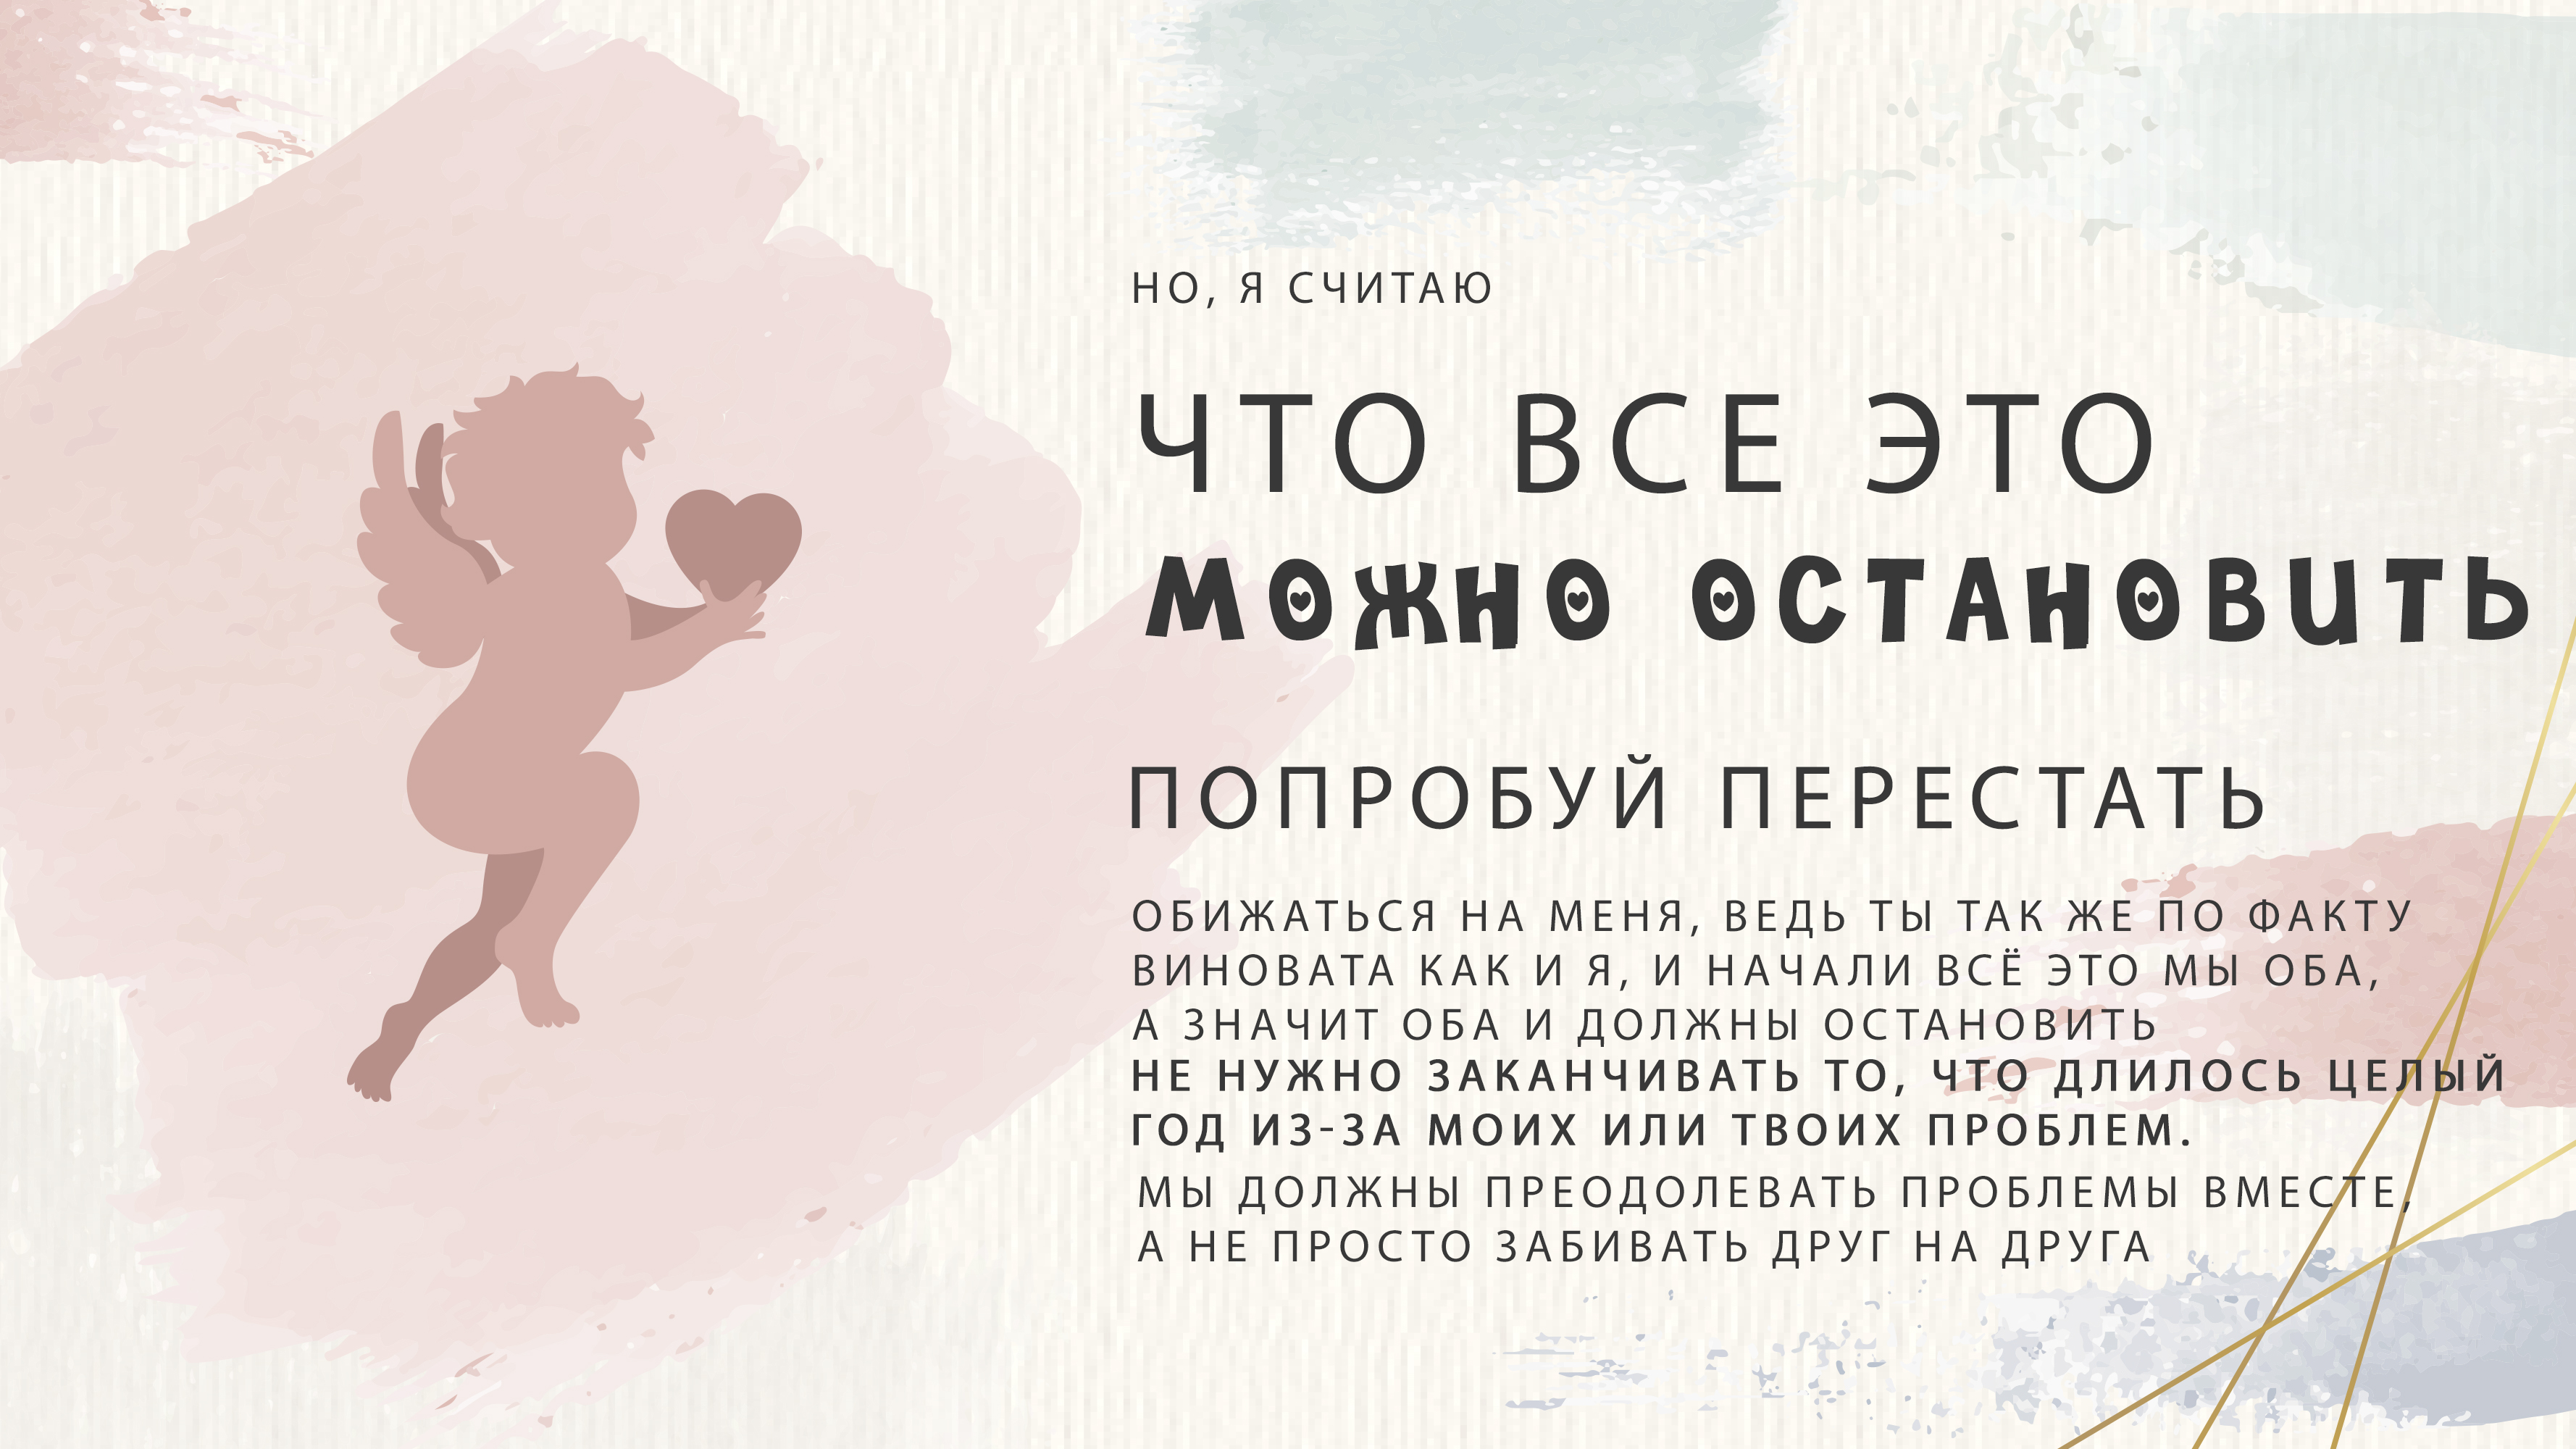 НО, Я СЧИТАЮ
ЧТО ВСЕ ЭТО
МОЖНО ОСТАНОВИТЬ
ПОПРОБУЙ ПЕРЕСТАТЬ
ОБИЖАТЬСЯ НА МЕНЯ, ВЕДЬ ТЫ ТАК ЖЕ ПО ФАКТУ
ВИНОВАТА КАК И Я, И НАЧАЛИ ВСЁ ЭТО МЫ ОБА,
А ЗНАЧИТ ОБА И ДОЛЖНЫ ОСТАНОВИТЬ
НЕ НУЖНО ЗАКАНЧИВАТЬ ТО, ЧТО ДЛИЛОСЬ ЦЕЛЫЙ
ГОД ИЗ-ЗА МОИХ ИЛИ ТВОИХ ПРОБЛЕМ.
МЫ ДОЛЖНЫ ПРЕОДОЛЕВАТЬ ПРОБЛЕМЫ ВМЕСТЕ,
А НЕ ПРОСТО ЗАБИВАТЬ ДРУГ НА ДРУГА